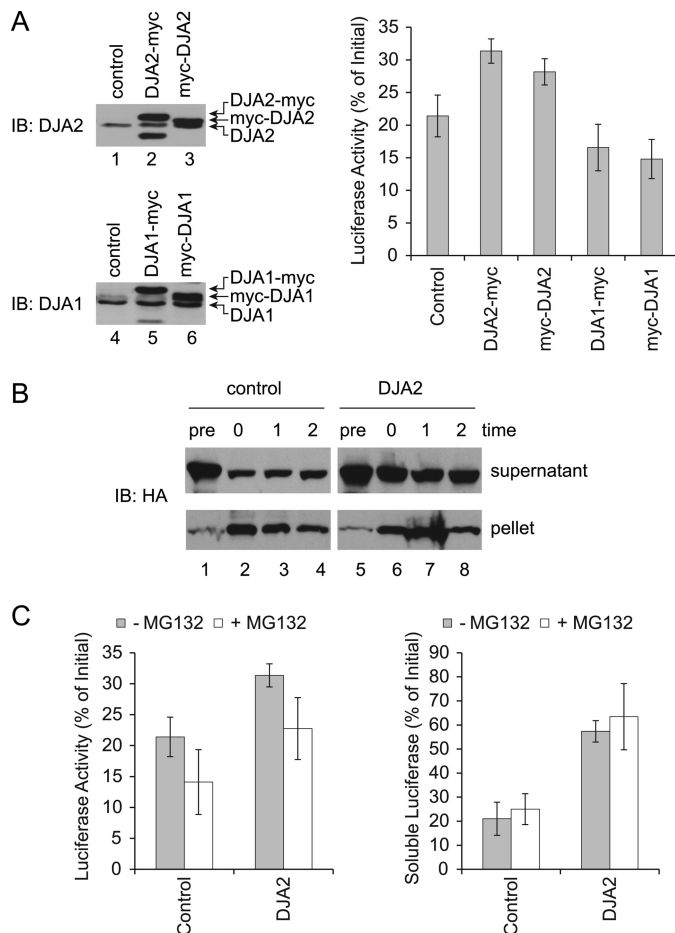 A
control
DJA2-myc
myc-DJA2
IB: DJA2
DJA2-myc
myc-DJA2
DJA2
1 2 3
control
DJA1-myc
myc-DJA1
IB: DJA1
DJA1-myc
myc-DJA1
DJA1
4 5 6
Luciferase Activity (% of Initial)
35
30
25
20
15
10
5
0
Control
DJA2-myc
myc-DJA2
DJA1-myc
myc-DJA1
B
control DJA2
pre 0 1 2 pre 0 1 2 time
IB: HA
supernatant
pellet
1 2 3 4 5 6 7 8
C
- MG132 + MG132
Luciferase Activity (% of Initial)
35
30
25
20
15
10
5
0
Control
DJA2
- MG132 + MG132
Soluble Luciferase (% of Initial)
90
80
70
60
50
40
30
20
10
0
Control
DJA2